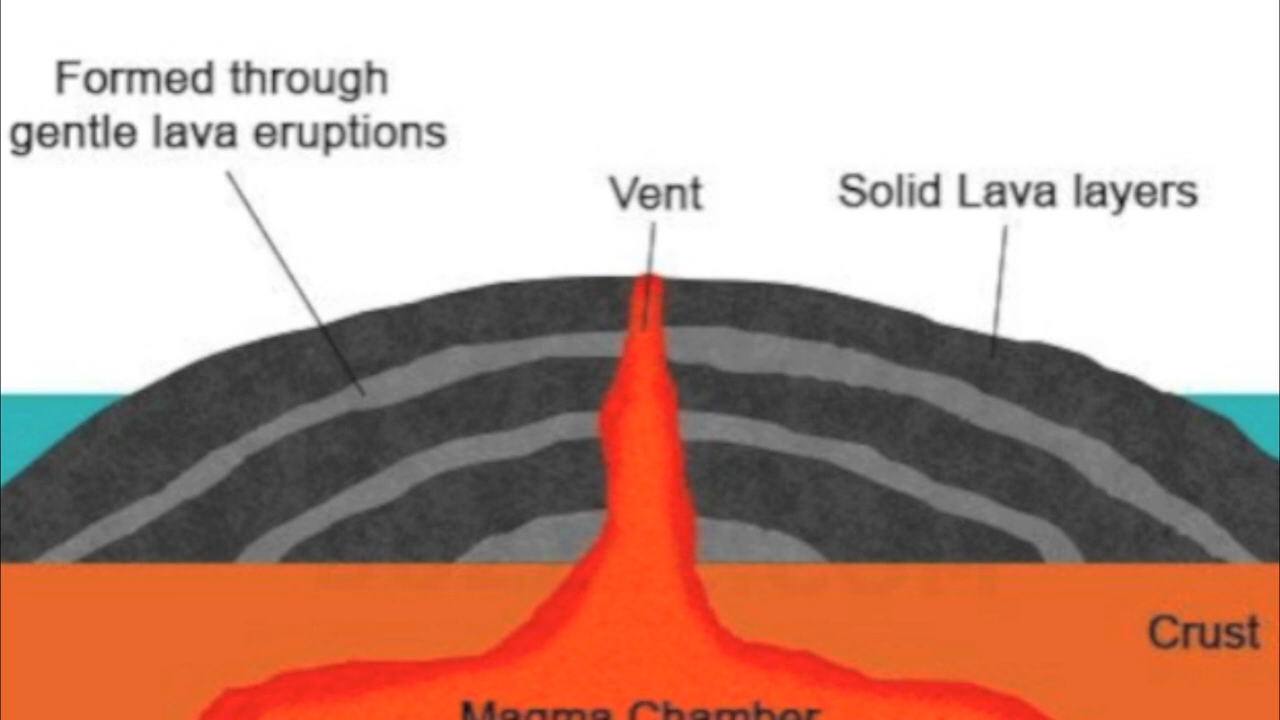 Formed through
gentle lava eruptions
Vent
Solid Lava layers
Crust
Magma Chamber